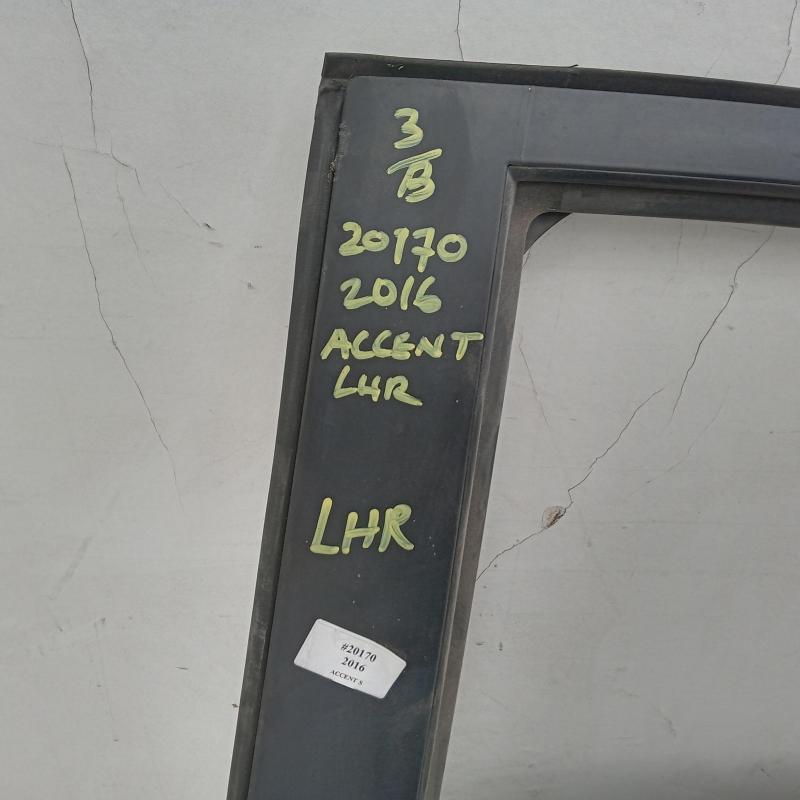 3
B
20170
2016
ACCENT
LHR
LHR
#20170
2016
ACCENT S